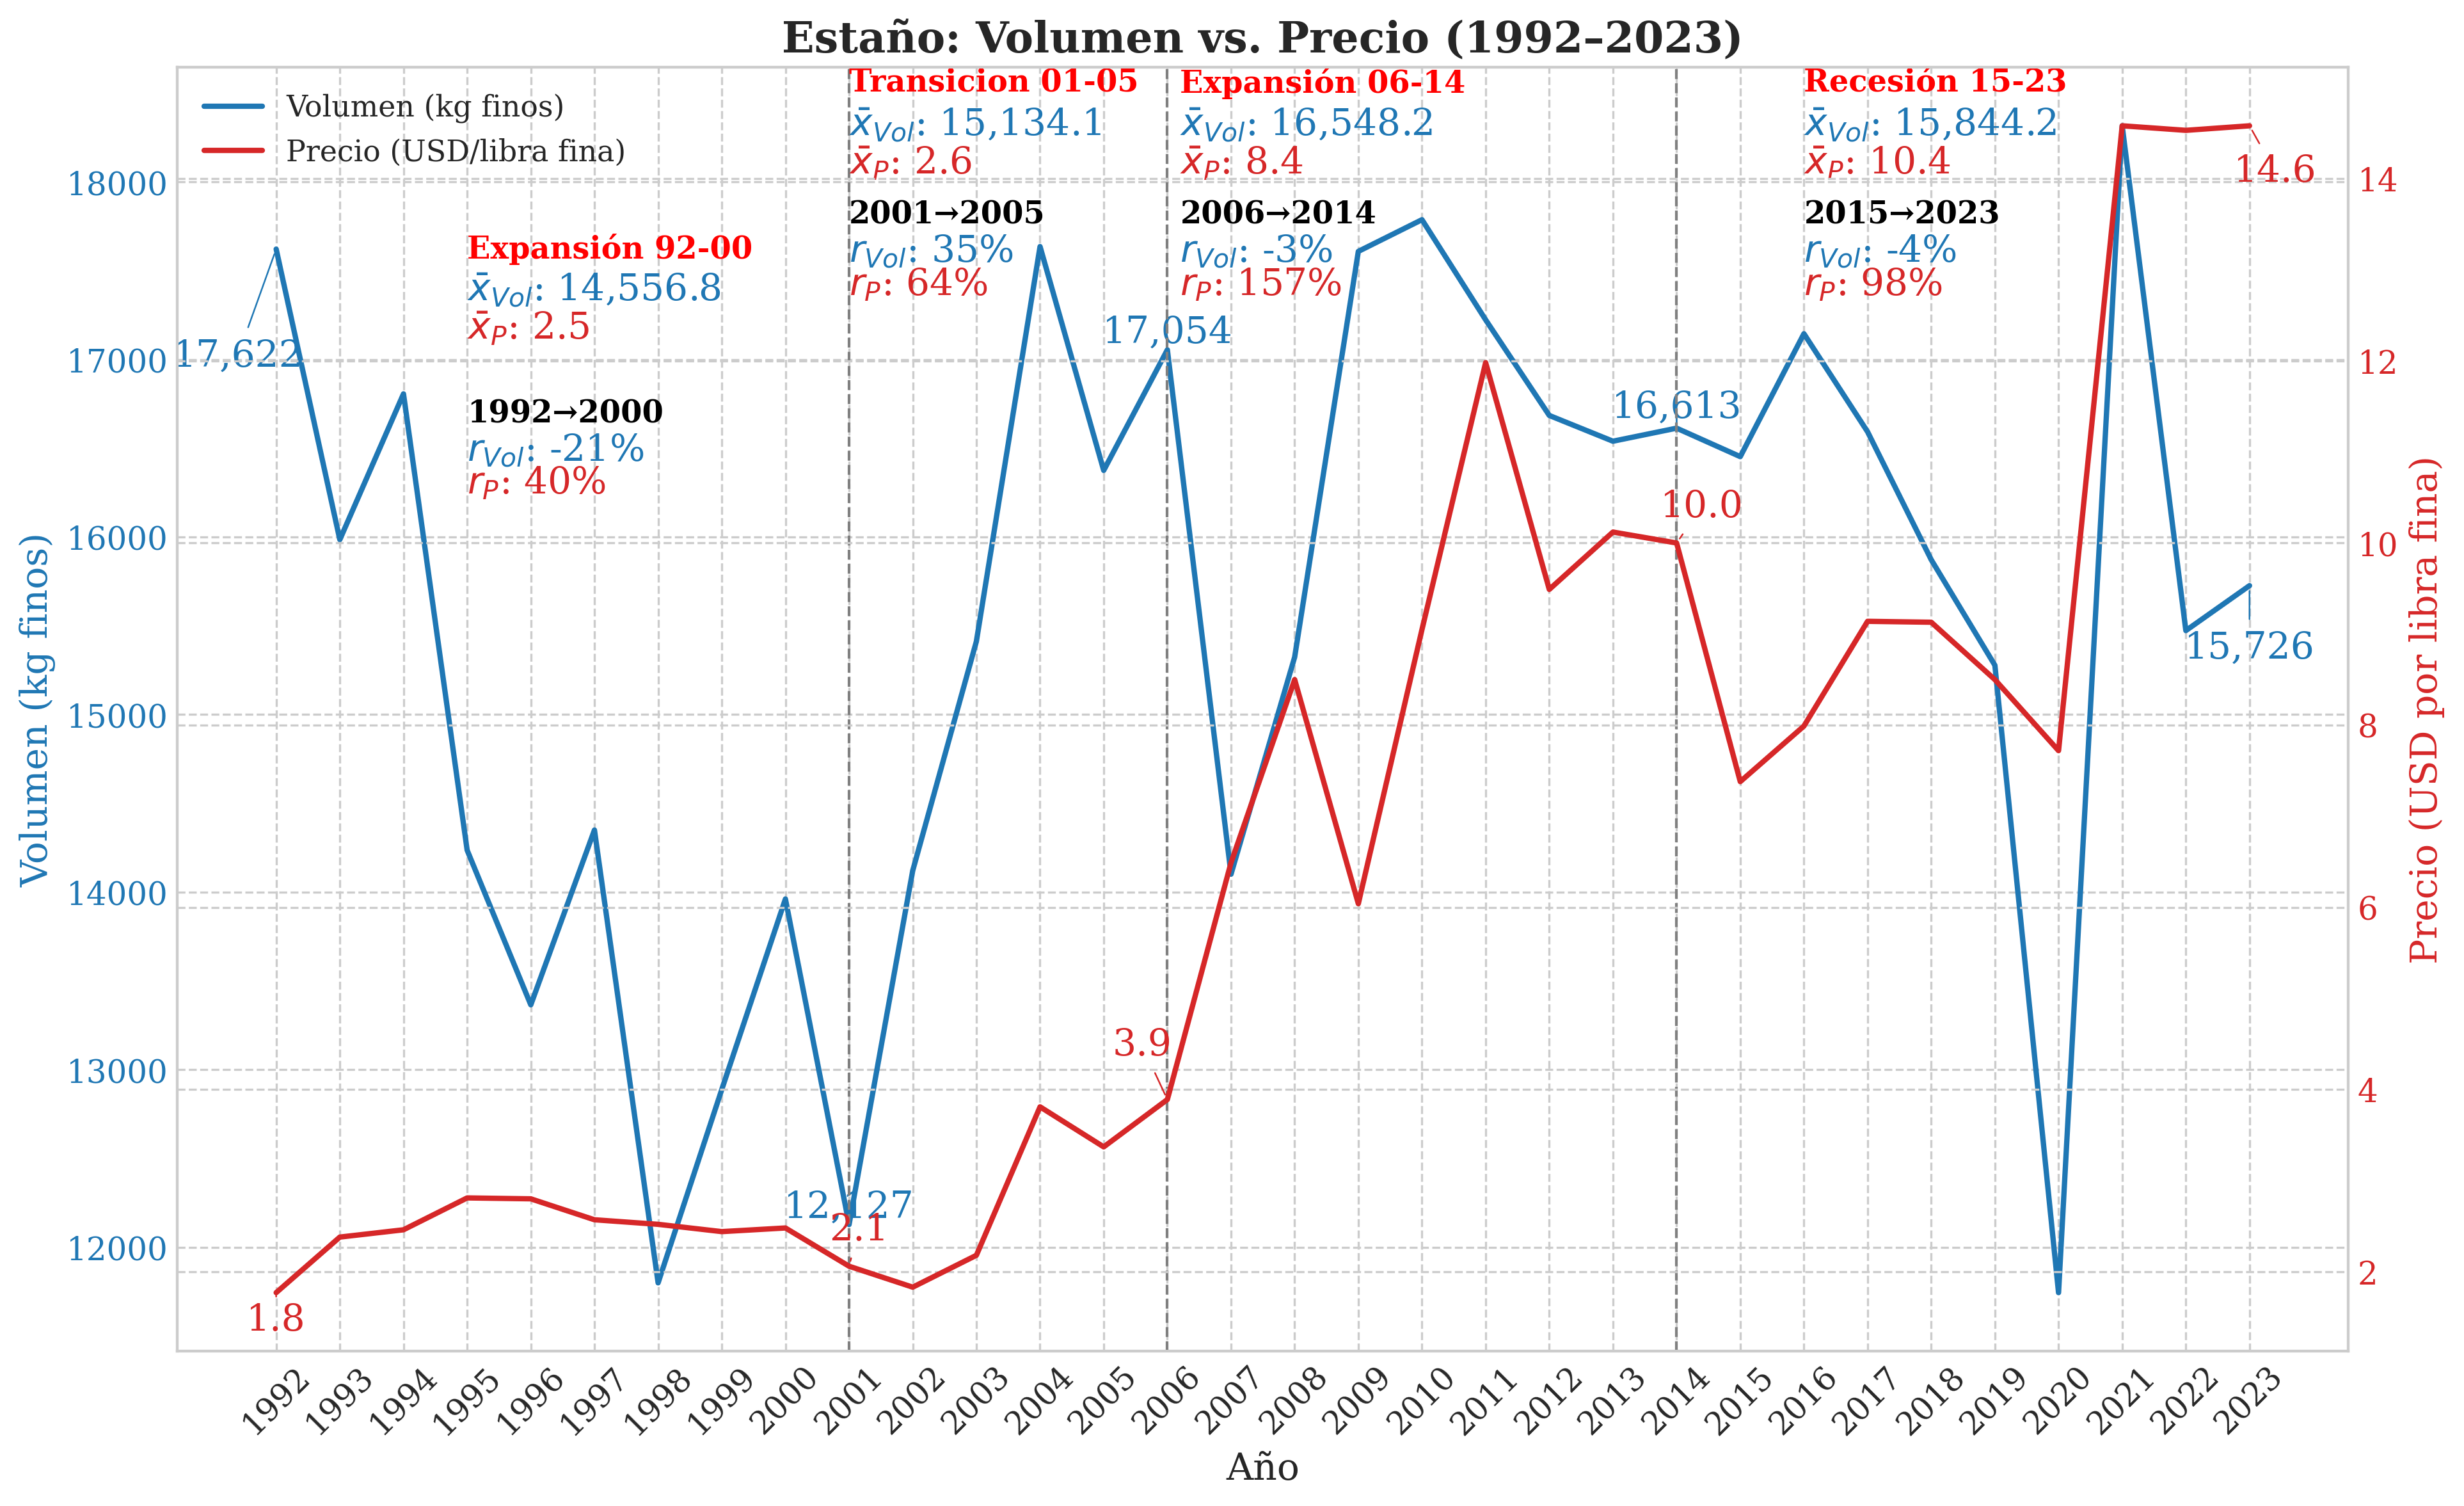 Estaño: Volumen vs. Precio (1992–2023)
Volumen (kg finos)
Precio (USD/libra fina)
Expansión 92-00
x̄Vol: 14,556.8
x̄P: 2.5
1992→2000
rVol: -21%
rP: 40%
Transicion 01-05
x̄Vol: 15,134.1
x̄P: 2.6
2001→2005
rVol: 35%
rP: 64%
Expansión 06-14
x̄Vol: 16,548.2
x̄P: 8.4
2006→2014
rVol: -3%
rP: 157%
Recesión 15-23
x̄Vol: 15,844.2
x̄P: 10.4
2015→2023
rVol: -4%
rP: 98%
17,622
12,127
17,054
16,613
15,726
1.8
2.1
3.9
10.0
14.6
Volumen (kg finos)
18000
17000
16000
15000
14000
13000
12000
Precio (USD por libra fina)
14
12
10
8
6
4
2
1992
1993
1994
1995
1996
1997
1998
1999
2000
2001
2002
2003
2004
2005
2006
2007
2008
2009
2010
2011
2012
2013
2014
2015
2016
2017
2018
2019
2020
2021
2022
2023
Año